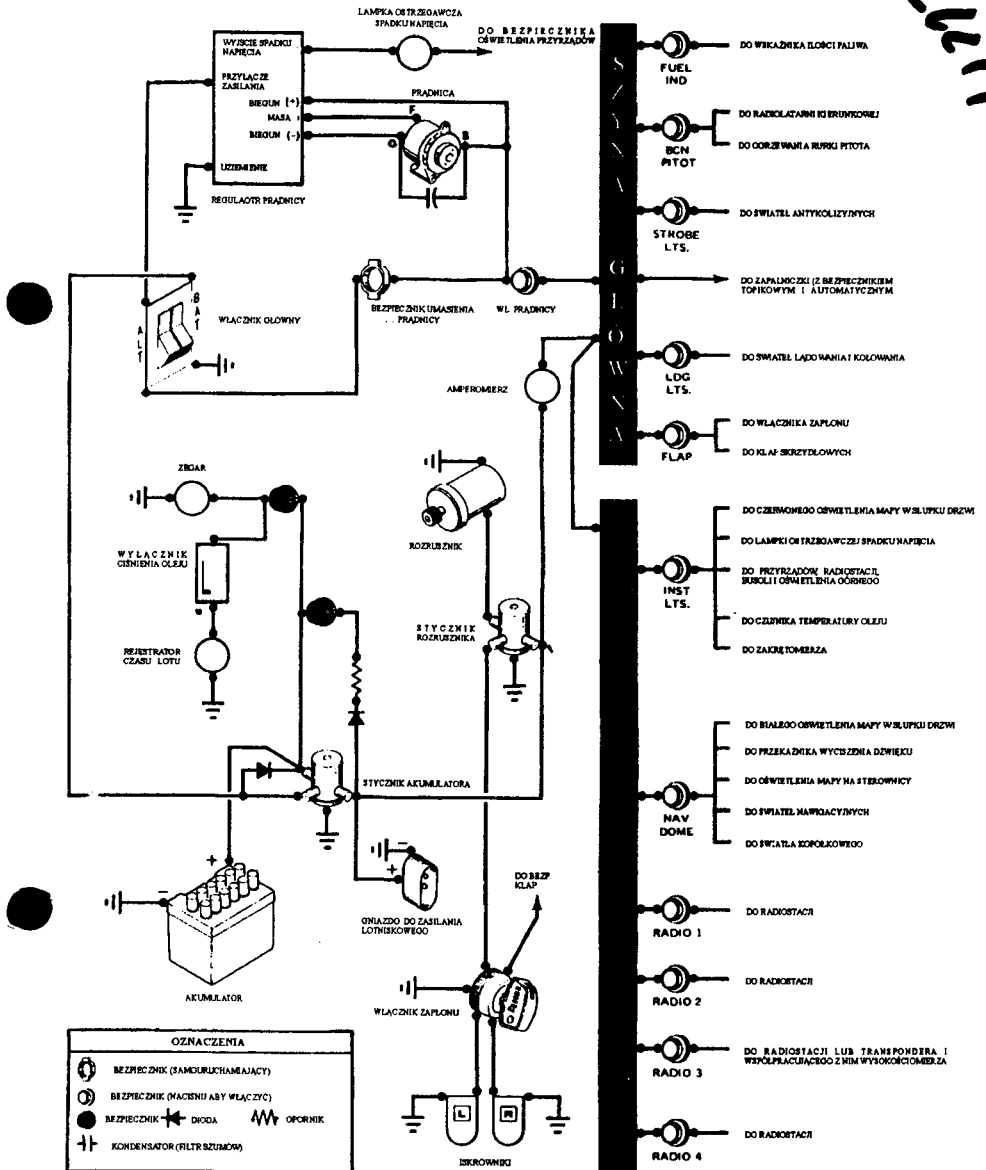 LAMPKA OSTRZEGAWCZA
SPADKU NAPIĘCIA
DO BEZPIECZNIKA
OŚWIETLENIA PRZYRZĄDÓW
WYJSCIE SPADKU
NAPIĘCIA
PRZYŁĄCZE
ZASILANIA
BIEGUN (+)
MASA
BIEGUN (-)
UZIEMIENIE
REGULAOTR PRĄDNICY
PRĄDNICA
F
G
B
WŁĄCZNIK GŁÓWNY
BAT
ALT
BEZPIECZNIK UMASIENIA
PRĄDNICY
WŁ PRĄDNICY
AMPEROMIERZ
SZYNA GŁÓWNA
ZEGAR
WYŁĄCZNIK
CIŚNIENIA OLEJU
REJESTRATOR
CZASU LOTU
ROZRUSZNIK
STYCZNIK
ROZRUSZNIKA
STYCZNIK AKUMULATORA
+
-
AKUMULATOR
+
-
GNIAZDO DO ZASILANIA
LOTNISKOWEGO
DO BEZP
KLAP
WŁĄCZNIK ZAPŁONU
L
R
ISKROWNIKI
FUEL
IND
DO WSKAŹNIKA ILOŚCI PALIWA
BCN
PITOT
DO RADIOLATARNI KIERUNKOWEJ
DO OGRZEWANIA RURKI PITOTA
STROBE
LTS.
DO ŚWIATEŁ ANTYKOLIZYJNYCH
DO ZAPALNICZKI (Z BEZPIECZNIKIEM
TOPIKOWYM I AUTOMATYCZNYM
LDG
LTS.
DO ŚWIATEŁ LĄDOWANIA I KOŁOWANIA
FLAP
DO WŁĄCZNIKA ZAPŁONU
DO KLAP SKRZYDŁOWYCH
INST
LTS.
DO CZERWONEGO OŚWIETLENIA MAPY W SŁUPKU DRZWI
DO LAMPKI OSTRZEGAWCZEJ SPADKU NAPIĘCIA
DO PRZYRZĄDÓW, RADIOSTACJI,
BUSOLI I OŚWIETLENIA GÓRNEGO
DO CZUJNIKA TEMPERATURY OLEJU
DO ZAKRĘTOMIERZA
NAV
DOME
DO BIAŁEGO OŚWIETLENIA MAPY W SŁUPKU DRZWI
DO PRZEKAŹNIKA WYCISZENIA DŹWIĘKU
DO OŚWIETLENIA MAPY NA STEROWNICY
DO ŚWIATEŁ NAWIGACYJNYCH
DO ŚWIATŁA KOPOŁKOWEGO
RADIO 1
DO RADIOSTACJI
RADIO 2
DO RADIOSTACJI
RADIO 3
DO RADIOSTACJI LUB TRANSPONDERA I
WSPÓŁPRACUJĄCEGO Z NIM WYSOKOŚCIOMIERZA
RADIO 4
DO RADIOSTACJI
OZNACZENIA
BEZPIECZNIK (SAMOURUCHAMIAJĄCY)
BEZPIECZNIK (NACIŚNIJ ABY WŁĄCZYĆ)
BEZPIECZNIK
DIODA
OPORNIK
KONDENSATOR (FILTR SZUMÓW)